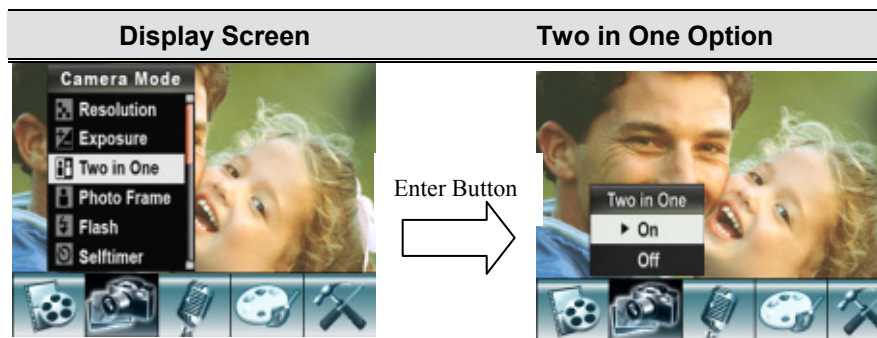 Display Screen
Two in One Option
Camera Mode
Resolution
Exposure
Two in One
Photo Frame
Flash
Selftimer
Enter Button
Two in One
On
Off